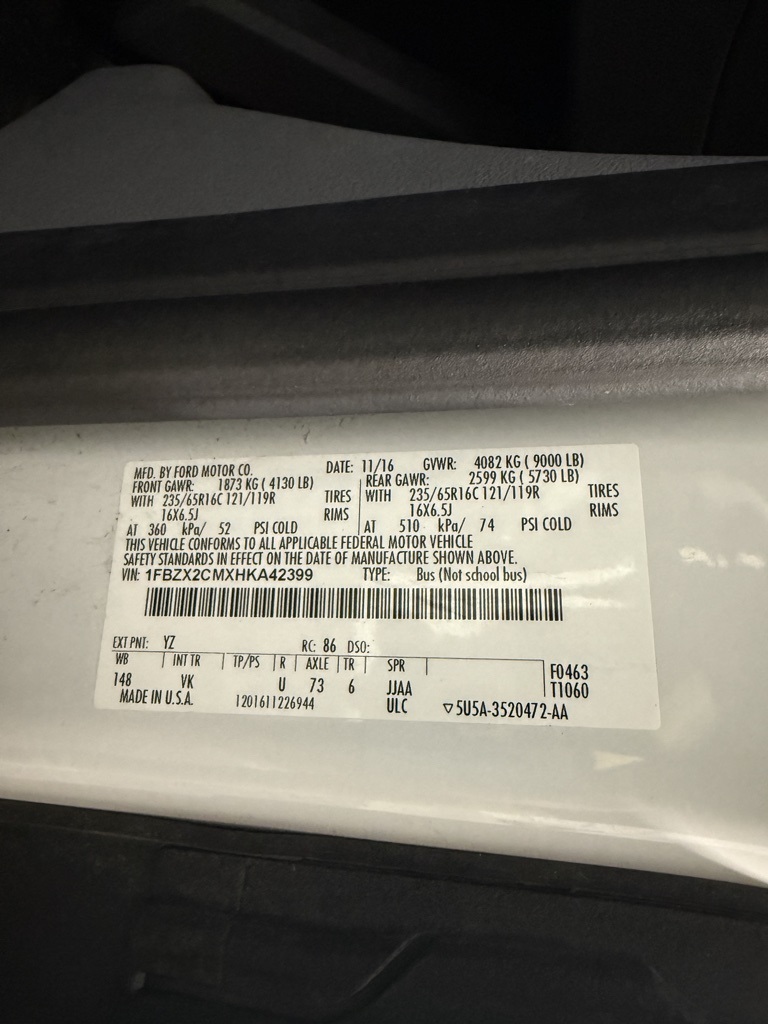 MFD. BY FORD MOTOR CO. DATE: 11/16 GVWR: 4082 KG ( 9000 LB)
FRONT GAWR: 1873 KG ( 4130 LB) REAR GAWR: 2599 KG ( 5730 LB)
WITH 235/65R16C 121/119R TIRES WITH 235/65R16C 121/119R TIRES
16X6.5J RIMS 16X6.5J RIMS
AT 360 kPa/ 52 PSI COLD AT 510 kPa/ 74 PSI COLD
THIS VEHICLE CONFORMS TO ALL APPLICABLE FEDERAL MOTOR VEHICLE
SAFETY STANDARDS IN EFFECT ON THE DATE OF MANUFACTURE SHOWN ABOVE.
VIN: 1FBZX2CMXHKA42399 TYPE: Bus (Not school bus)
EXT PNT: YZ RC: 86 DSO:
WB INT TR TP/PS R AXLE TR SPR F0463
148 VK U 73 6 JJAA T1060
MADE IN U.S.A. 1201611226944 ULC ▽5U5A-3520472-AA